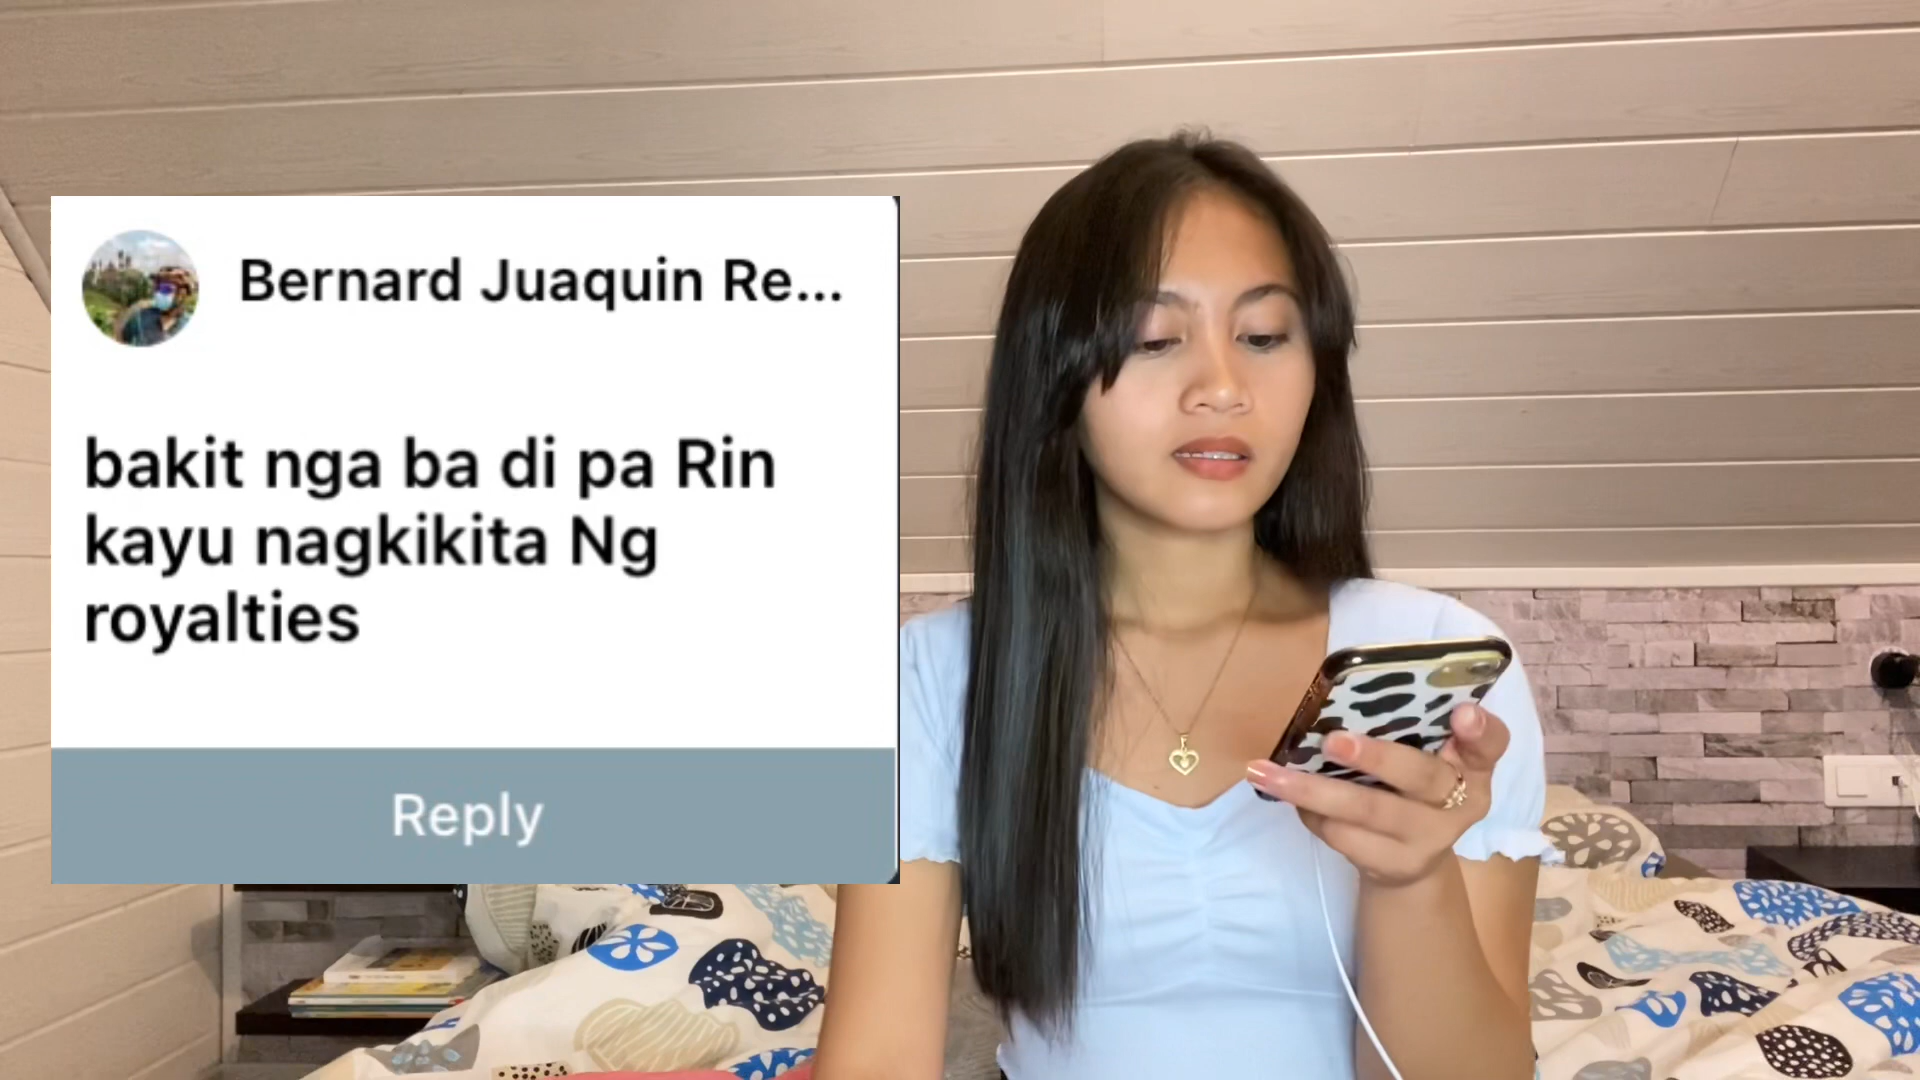 Bernard Juaquin Re...
bakit nga ba di pa Rin
kayu nagkikita Ng
royalties
Reply